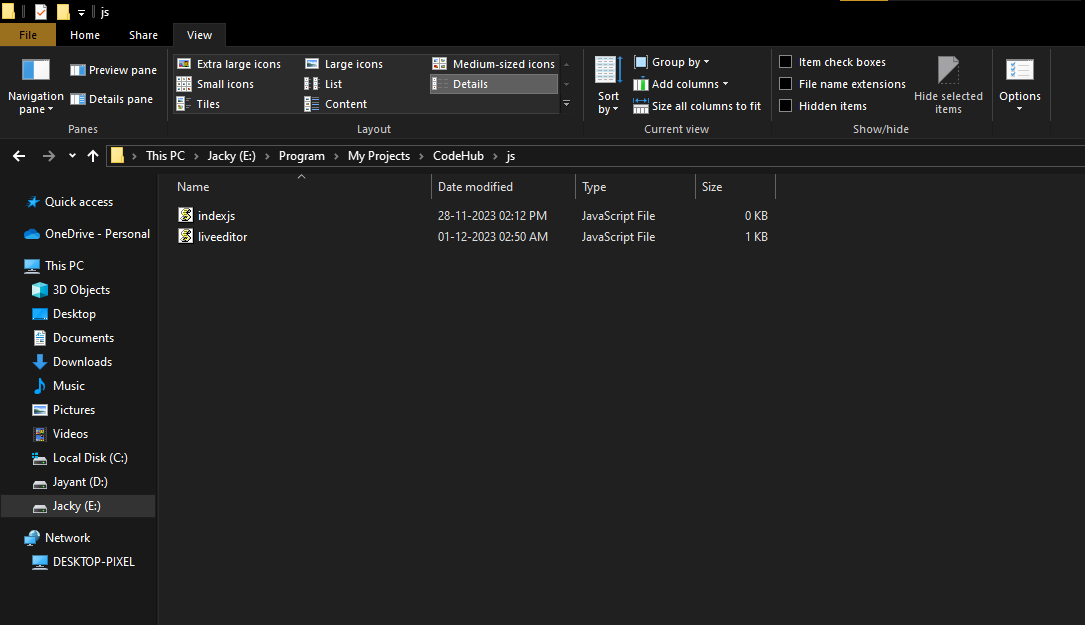 js
File Home Share View
Navigation pane
Preview pane
Details pane
Panes
Extra large icons Large icons Medium-sized icons
Small icons List Details
Tiles Content
Layout
Sort by
Group by
Add columns
Size all columns to fit
Current view
Item check boxes
File name extensions
Hidden items
Hide selected items
Show/hide
Options
This PC > Jacky (E:) > Program > My Projects > CodeHub > js
Quick access
OneDrive - Personal
This PC
3D Objects
Desktop
Documents
Downloads
Music
Pictures
Videos
Local Disk (C:)
Jayant (D:)
Jacky (E:)
Network
DESKTOP-PIXEL
Name Date modified Type Size
indexjs 28-11-2023 02:12 PM JavaScript File 0 KB
liveeditor 01-12-2023 02:50 AM JavaScript File 1 KB